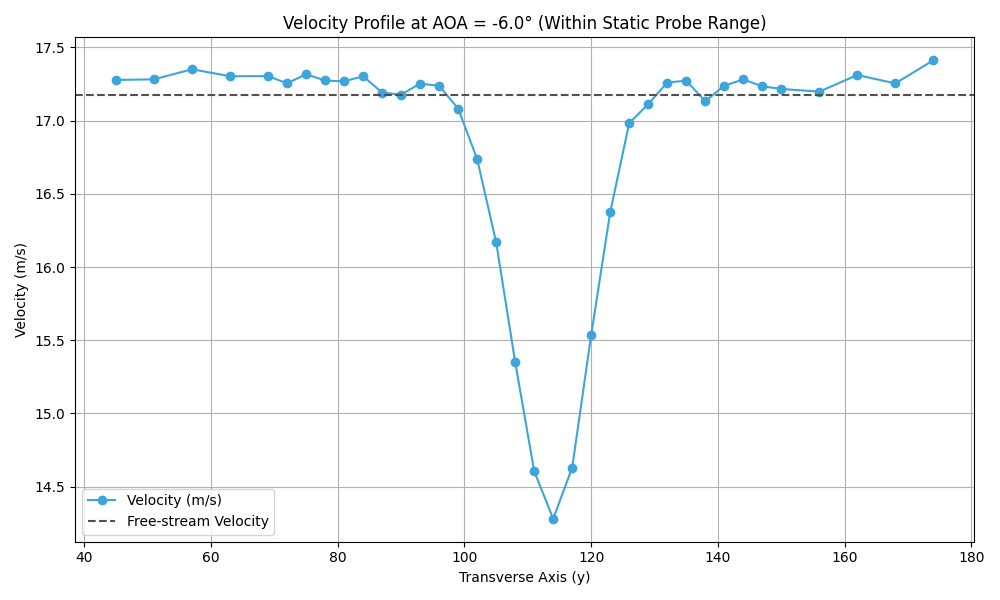 Velocity Profile at AOA = -6.0° (Within Static Probe Range)
17.5
17.0
16.5
16.0
15.5
15.0
14.5
Velocity (m/s)
Velocity (m/s)
Free-stream Velocity
40 60 80 100 120 140 160 180
Transverse Axis (y)